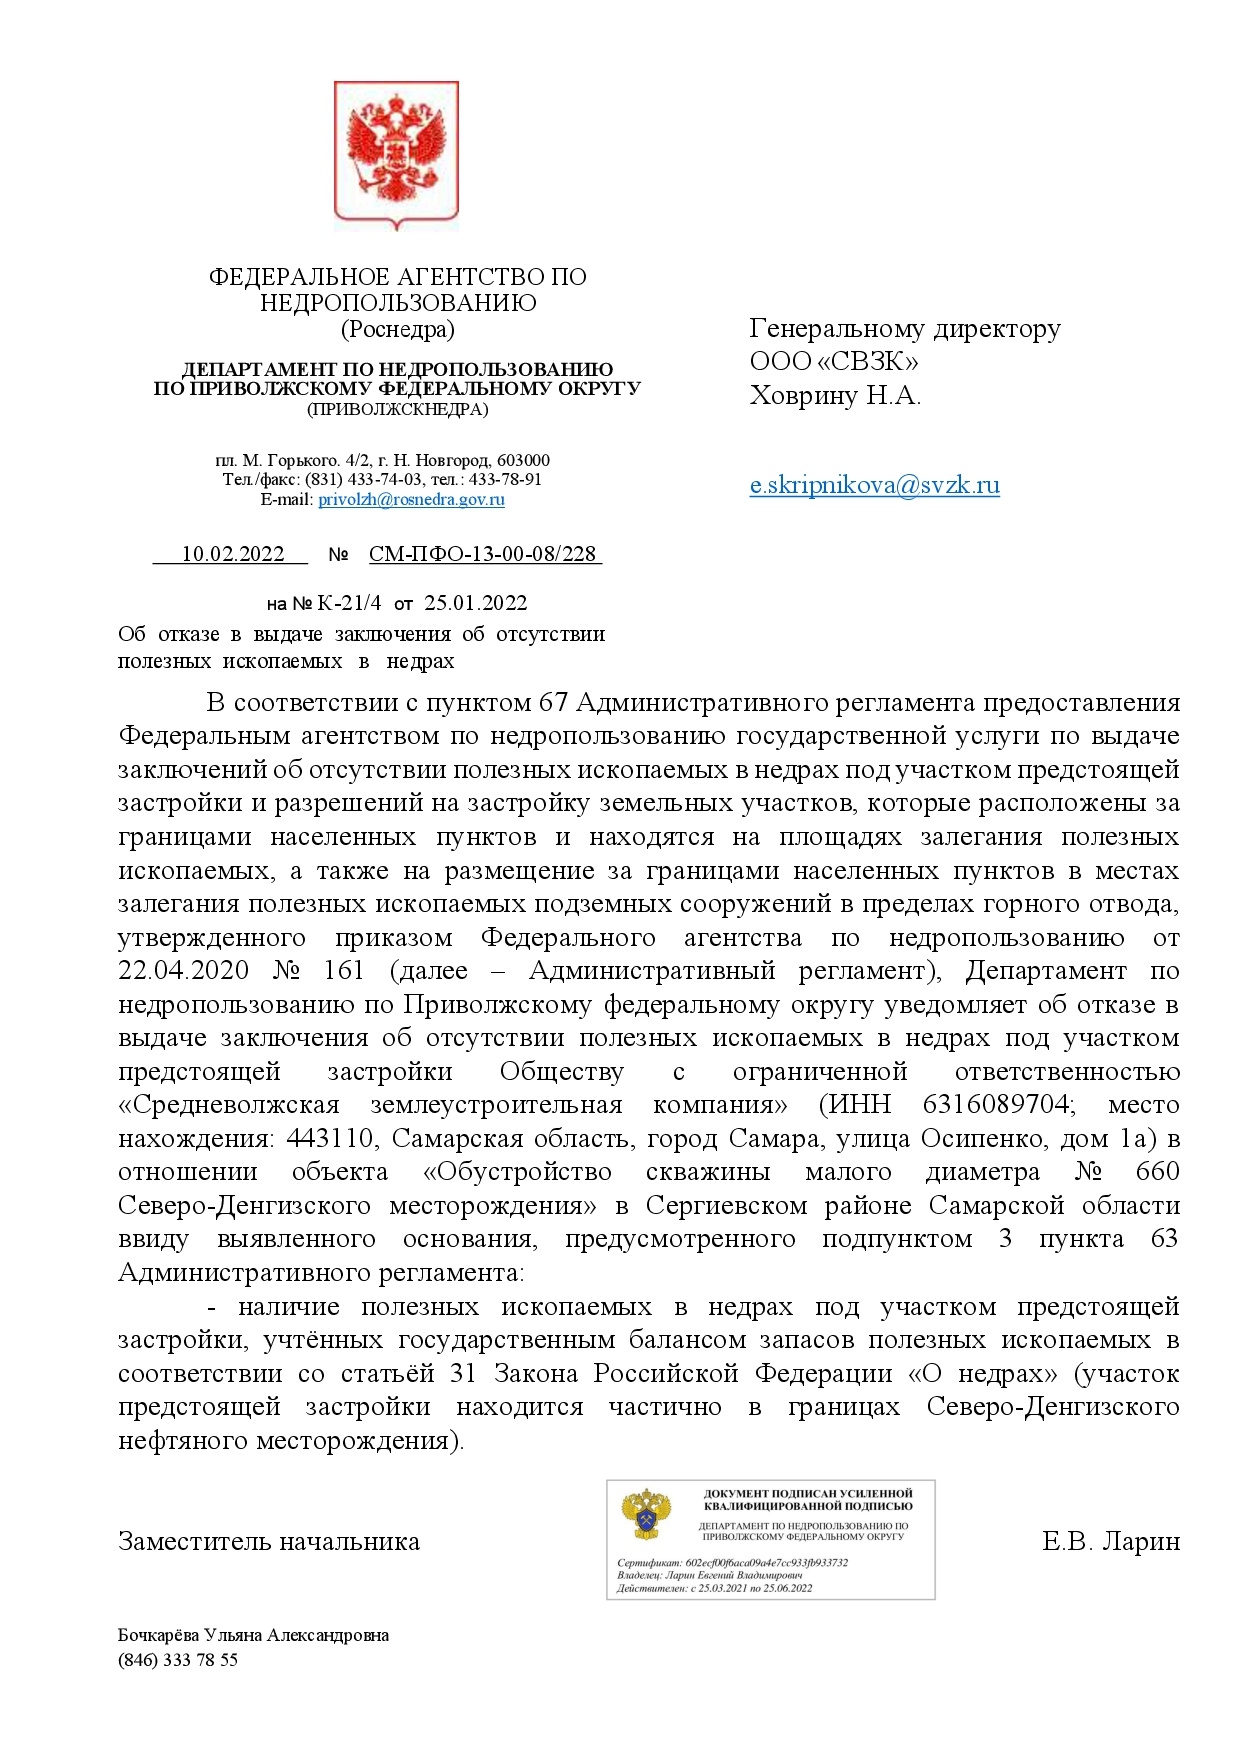 ФЕДЕРАЛЬНОЕ АГЕНТСТВО ПО
НЕДРОПОЛЬЗОВАНИЮ
(Роснедра)
ДЕПАРТАМЕНТ ПО НЕДРОПОЛЬЗОВАНИЮ
ПО ПРИВОЛЖСКОМУ ФЕДЕРАЛЬНОМУ ОКРУГУ
(ПРИВОЛЖСКНЕДРА)
пл. М. Горького. 4/2, г. Н. Новгород, 603000
Тел./факс: (831) 433-74-03, тел.: 433-78-91
E-mail: privolzh@rosnedra.gov.ru
10.02.2022 № СМ-ПФО-13-00-08/228
на № К-21/4 от 25.01.2022
Об отказе в выдаче заключения об отсутствии
полезных ископаемых в недрах
Генеральному директору
ООО «СВЗК»
Ховрину Н.А.
e.skripnikova@svzk.ru
В соответствии с пунктом 67 Административного регламента предоставления
Федеральным агентством по недропользованию государственной услуги по выдаче
заключений об отсутствии полезных ископаемых в недрах под участком предстоящей
застройки и разрешений на застройку земельных участков, которые расположены за
границами населенных пунктов и находятся на площадях залегания полезных
ископаемых, а также на размещение за границами населенных пунктов в местах
залегания полезных ископаемых подземных сооружений в пределах горного отвода,
утвержденного приказом Федерального агентства по недропользованию от
22.04.2020 № 161 (далее – Административный регламент), Департамент по
недропользованию по Приволжскому федеральному округу уведомляет об отказе в
выдаче заключения об отсутствии полезных ископаемых в недрах под участком
предстоящей застройки Обществу с ограниченной ответственностью
«Средневолжская землеустроительная компания» (ИНН 6316089704; место
нахождения: 443110, Самарская область, город Самара, улица Осипенко, дом 1а) в
отношении объекта «Обустройство скважины малого диаметра № 660
Северо-Денгизского месторождения» в Сергиевском районе Самарской области
ввиду выявленного основания, предусмотренного подпунктом 3 пункта 63
Административного регламента:
- наличие полезных ископаемых в недрах под участком предстоящей
застройки, учтённых государственным балансом запасов полезных ископаемых в
соответствии со статьёй 31 Закона Российской Федерации «О недрах» (участок
предстоящей застройки находится частично в границах Северо-Денгизского
нефтяного месторождения).
Заместитель начальника
ДОКУМЕНТ ПОДПИСАН УСИЛЕННОЙ
КВАЛИФИЦИРОВАННОЙ ПОДПИСЬЮ
ДЕПАРТАМЕНТ ПО НЕДРОПОЛЬЗОВАНИЮ ПО
ПРИВОЛЖСКОМУ ФЕДЕРАЛЬНОМУ ОКРУГУ
Сертификат: 602ecf00f6aca09a4e7cc933fb933732
Владелец: Ларин Евгений Владимирович
Действителен: с 25.03.2021 по 25.06.2022
Е.В. Ларин
Бочкарёва Ульяна Александровна
(846) 333 78 55